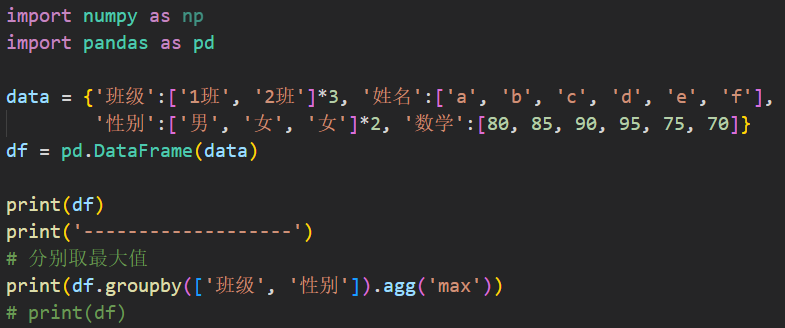 import numpy as np
import pandas as pd
data = {'班级':['1班', '2班']*3, '姓名':['a', 'b', 'c', 'd', 'e', 'f'],
'性别':['男', '女', '女']*2, '数学':[80, 85, 90, 95, 75, 70]}
df = pd.DataFrame(data)
print(df)
print('-------------------')
# 分别取最大值
print(df.groupby(['班级', '性别']).agg('max'))
# print(df)